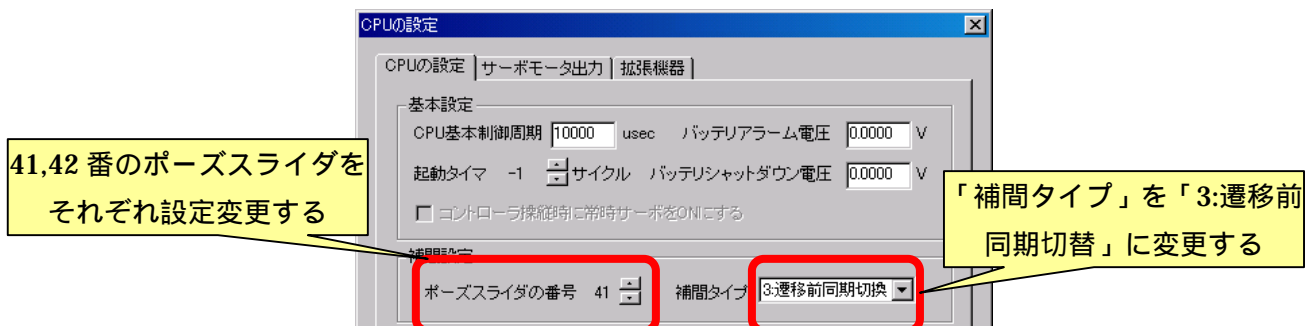 CPUの設定
CPUの設定 サーボモータ出力 拡張機器
基本設定
CPU基本制御周期 10000 usec バッテリアラーム電圧 0.0000 V
起動タイマ -1 サイクル バッテリシャットダウン電圧 0.0000 V
コントローラ操縦時に常時サーボをONにする
41,42 番のポーズスライダを
それぞれ設定変更する
「補間タイプ」を「3:遷移前
同期切替」に変更する
補間設定
ポーズスライダの番号 41 補間タイプ 3:遷移前同期切換